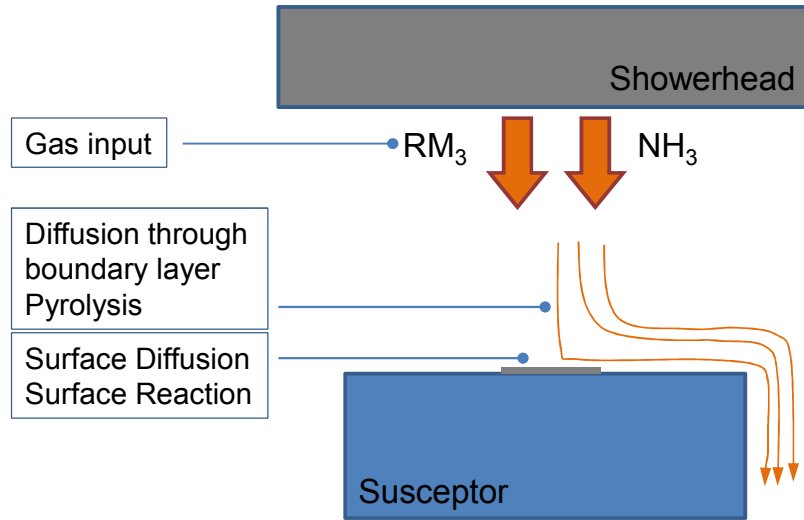 Showerhead
Gas input
RM₃
NH₃
Diffusion through
boundary layer
Pyrolysis
Surface Diffusion
Surface Reaction
Susceptor